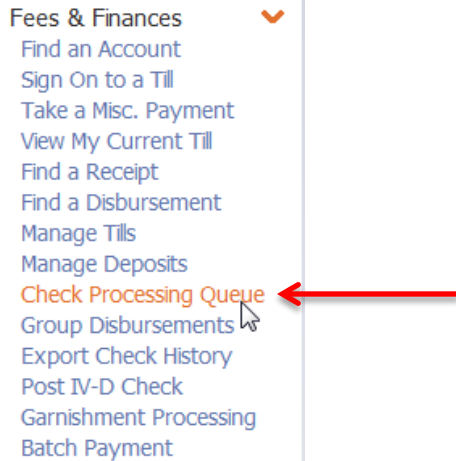 Fees & Finances
Find an Account
Sign On to a Till
Take a Misc. Payment
View My Current Till
Find a Receipt
Find a Disbursement
Manage Tills
Manage Deposits
Check Processing Queue
Group Disbursements
Export Check History
Post IV-D Check
Garnishment Processing
Batch Payment